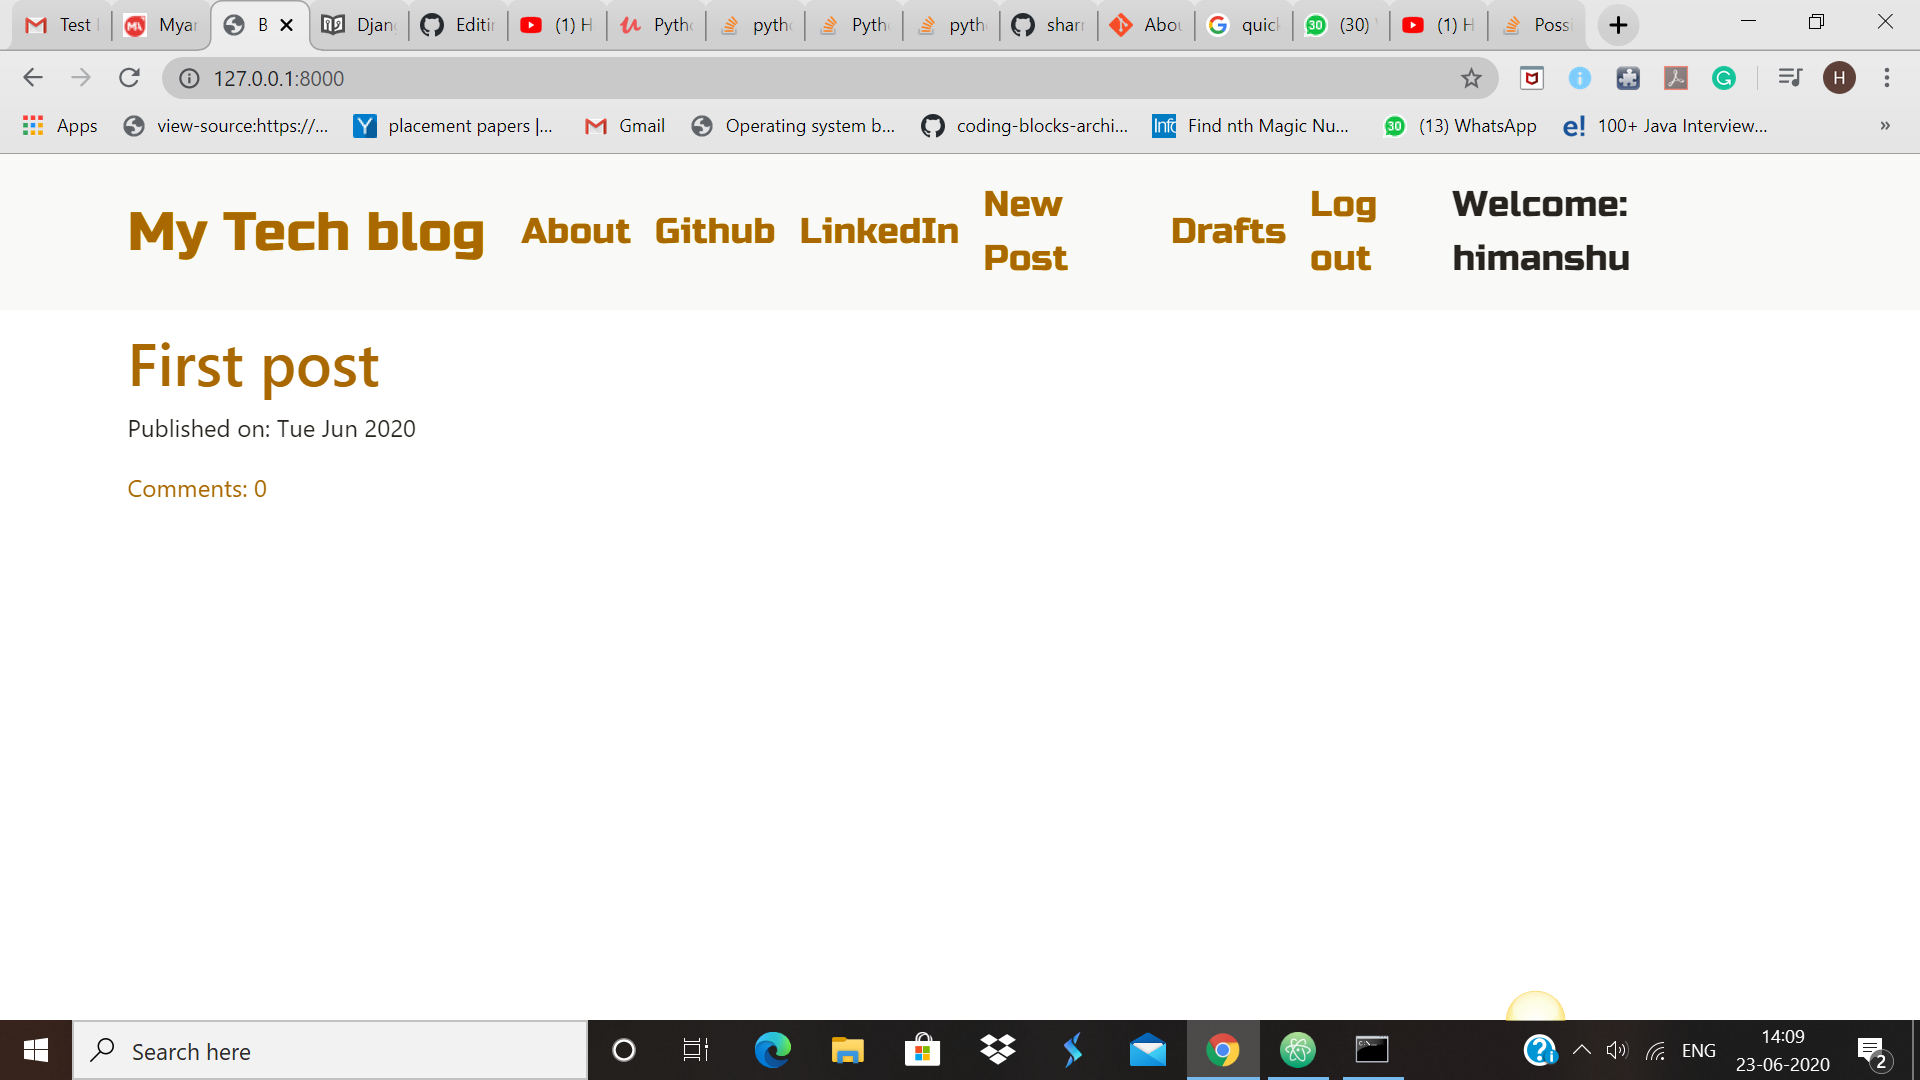 Test
Myar
B
Djang
Editin
(1) H
Pytho
pytho
Pytho
pytho
sharr
Abou
quick
30
(30)
(1) H
Possi
127.0.0.1:8000
H
Apps
view-source:https://...
placement papers |...
Gmail
Operating system b...
coding-blocks-archi...
Find nth Magic Nu...
30
(13) WhatsApp
e!
100+ Java Interview...
»
My Tech blog
About
Github
LinkedIn
New
Post
Drafts
Log
out
Welcome:
himanshu
First post
Published on: Tue Jun 2020
Comments: 0
Search here
ENG
14:09
23-06-2020
2